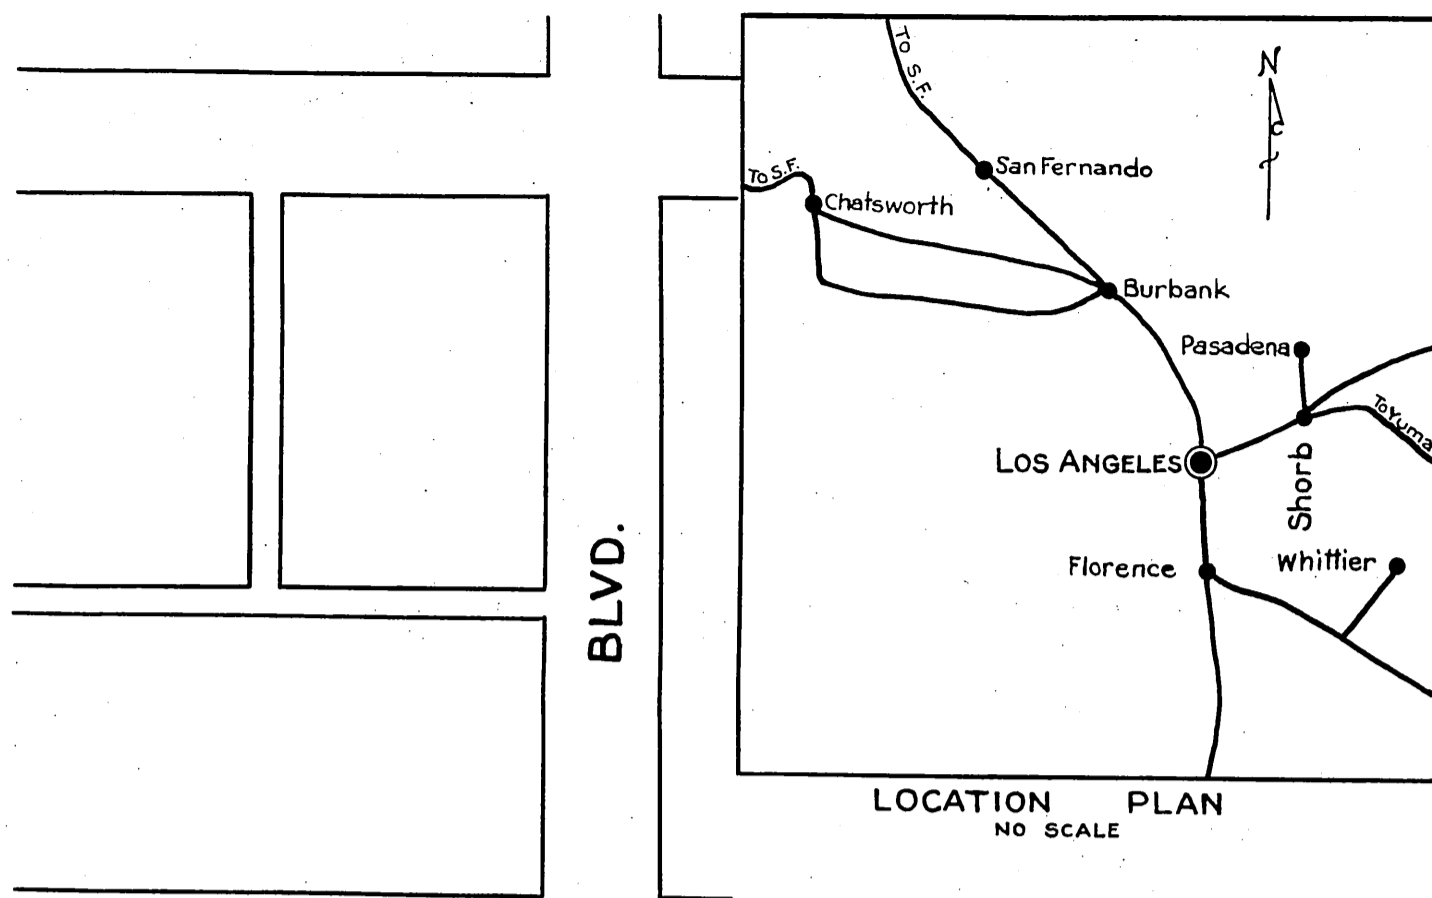 To S.F.
N
San Fernando
To S.F.
Chatsworth
Burbank
Pasadena
To Yuma
LOS ANGELES
Shorb
BLVD.
Florence
Whittier
LOCATION PLAN
NO SCALE